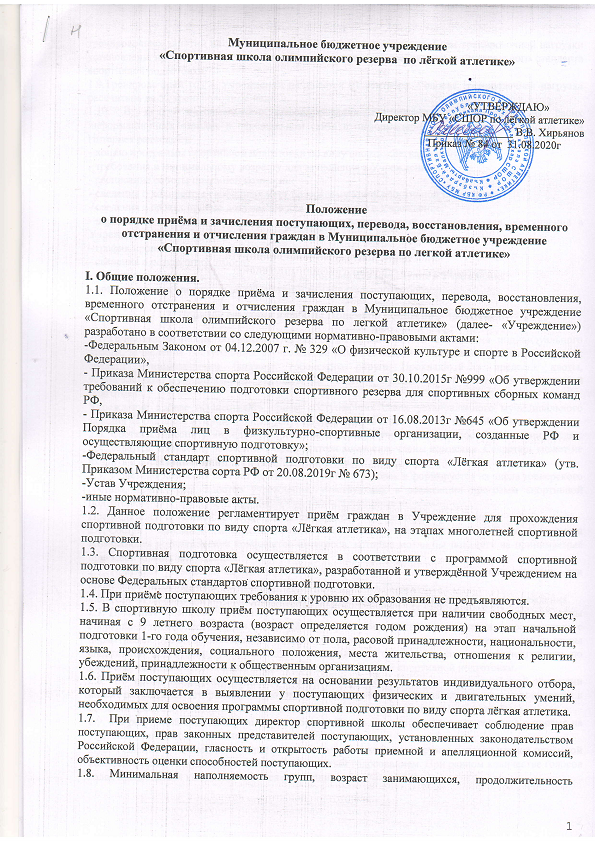 Муниципальное бюджетное учреждение
«Спортивная школа олимпийского резерва по лёгкой атлетике»
«УТВЕРЖДАЮ»
Директор МБУ «СШОР по лёгкой атлетике»
В.В. Хирьянов
Приказ № 84 от 31.08.2020г
Положение
о порядке приёма и зачисления поступающих, перевода, восстановления, временного
отстранения и отчисления граждан в Муниципальное бюджетное учреждение
«Спортивная школа олимпийского резерва по легкой атлетике»
I. Общие положения.
1.1. Положение о порядке приёма и зачисления поступающих, перевода, восстановления,
временного отстранения и отчисления граждан в Муниципальное бюджетное учреждение
«Спортивная школа олимпийского резерва по легкой атлетике» (далее- «Учреждение»)
разработано в соответствии со следующими нормативно-правовыми актами:
-Федеральным Законом от 04.12.2007 г. № 329 «О физической культуре и спорте в Российской
Федерации»,
- Приказа Министерства спорта Российской Федерации от 30.10.2015г №999 «Об утверждении
требований к обеспечению подготовки спортивного резерва для спортивных сборных команд
РФ,
- Приказа Министерства спорта Российской Федерации от 16.08.2013г №645 «Об утверждении
Порядка приёма лиц в физкультурно-спортивные организации, созданные РФ и
осуществляющие спортивную подготовку»;
-Федеральный стандарт спортивной подготовки по виду спорта «Лёгкая атлетика» (утв.
Приказом Министерства сорта РФ от 20.08.2019г № 673);
-Устав Учреждения;
-иные нормативно-правовые акты.
1.2. Данное положение регламентирует приём граждан в Учреждение для прохождения
спортивной подготовки по виду спорта «Лёгкая атлетика», на этапах многолетней спортивной
подготовки.
1.3. Спортивная подготовка осуществляется в соответствии с программой спортивной
подготовки по виду спорта «Лёгкая атлетика», разработанной и утверждённой Учреждением на
основе Федеральных стандартов спортивной подготовки.
1.4. При приёме поступающих требования к уровню их образования не предъявляются.
1.5. В спортивную школу приём поступающих осуществляется при наличии свободных мест,
начиная с 9 летнего возраста (возраст определяется годом рождения) на этап начальной
подготовки 1-го года обучения, независимо от пола, расовой принадлежности, национальности,
языка, происхождения, социального положения, места жительства, отношения к религии,
убеждений, принадлежности к общественным организациям.
1.6. Приём поступающих осуществляется на основании результатов индивидуального отбора,
который заключается в выявлении у поступающих физических и двигательных умений,
необходимых для освоения программы спортивной подготовки по виду спорта лёгкая атлетика.
1.7. При приеме поступающих директор спортивной школы обеспечивает соблюдение прав
поступающих, прав законных представителей поступающих, установленных законодательством
Российской Федерации, гласность и открытость работы приемной и апелляционной комиссий,
объективность оценки способностей поступающих.
1.8. Минимальная наполняемость групп, возраст занимающихся, продолжительность
1